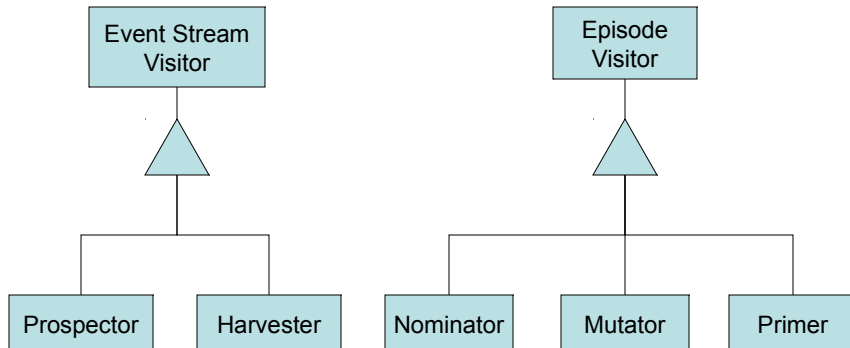 Event Stream
Visitor
Episode
Visitor
Prospector
Harvester
Nominator
Mutator
Primer